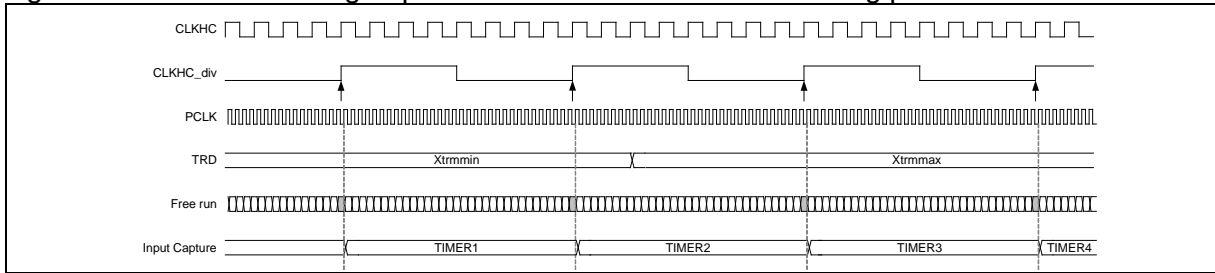 CLKHC
CLKHC_div
PCLK
TRD Xtrmmin Xtrmmax
Free run
Input Capture TIMER1 TIMER2 TIMER3 TIMER4